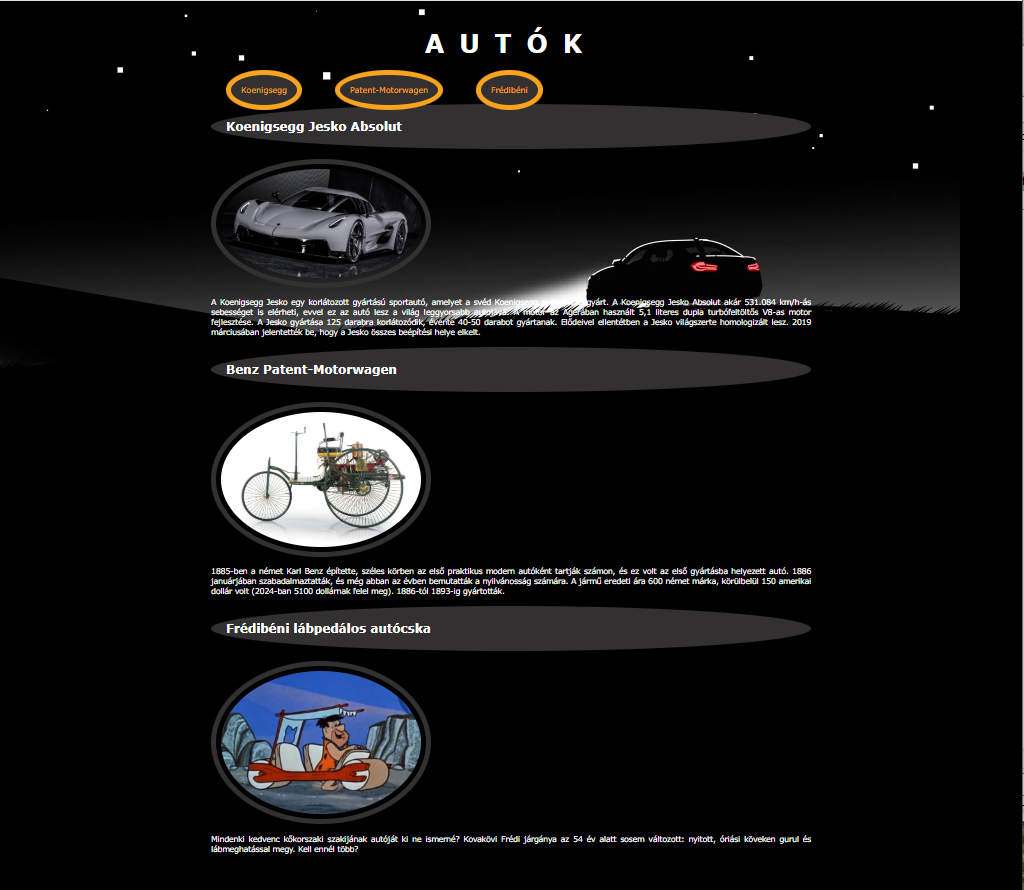 AUTÓK
Koenigsegg Patent-Motorwagen Frédibéni
Koenigsegg Jesko Absolut
A Koenigsegg Jesko egy korlátozott gyártású sportautó, amelyet a svéd Koenigsegg gyárt. A Koenigsegg Jesko Absolut akár 531.084 km/h-ás
sebességet is elérheti, evvel ez az autó lesz a világ leggyorsabb autója. A motor az Agerában használt 5,1 literes dupla turbófeltöltős V8-as motor
fejlesztése. A Jesko gyártása 125 darabra korlátozódik, évente 40-50 darabot gyártanak. Elődeivel ellentétben a Jesko világszerte homologizált lesz. 2019
márciusában jelentették be, hogy a Jesko összes beépítési helye elkelt.
Benz Patent-Motorwagen
1885-ben a német Karl Benz építette, széles körben az első praktikus modern autóként tartják számon, és ez volt az első gyártásba helyezett autó. 1886
januárjában szabadalmaztatták, és még abban az évben bemutatták a nyilvánosság számára. A jármű eredeti ára 600 német márka, körülbelül 150 amerikai
dollár volt (2024-ban 5100 dollárnak felel meg). 1886-tól 1893-ig gyártották.
Frédibéni lábpedálos autócska
Mindenki kedvenc kőkorszaki szakijának autóját ki ne ismerné? Kovakövi Frédi járgánya az 54 év alatt sosem változott: nyitott, óriási köveken gurul és
lábmeghatással megy. Kell ennél több?